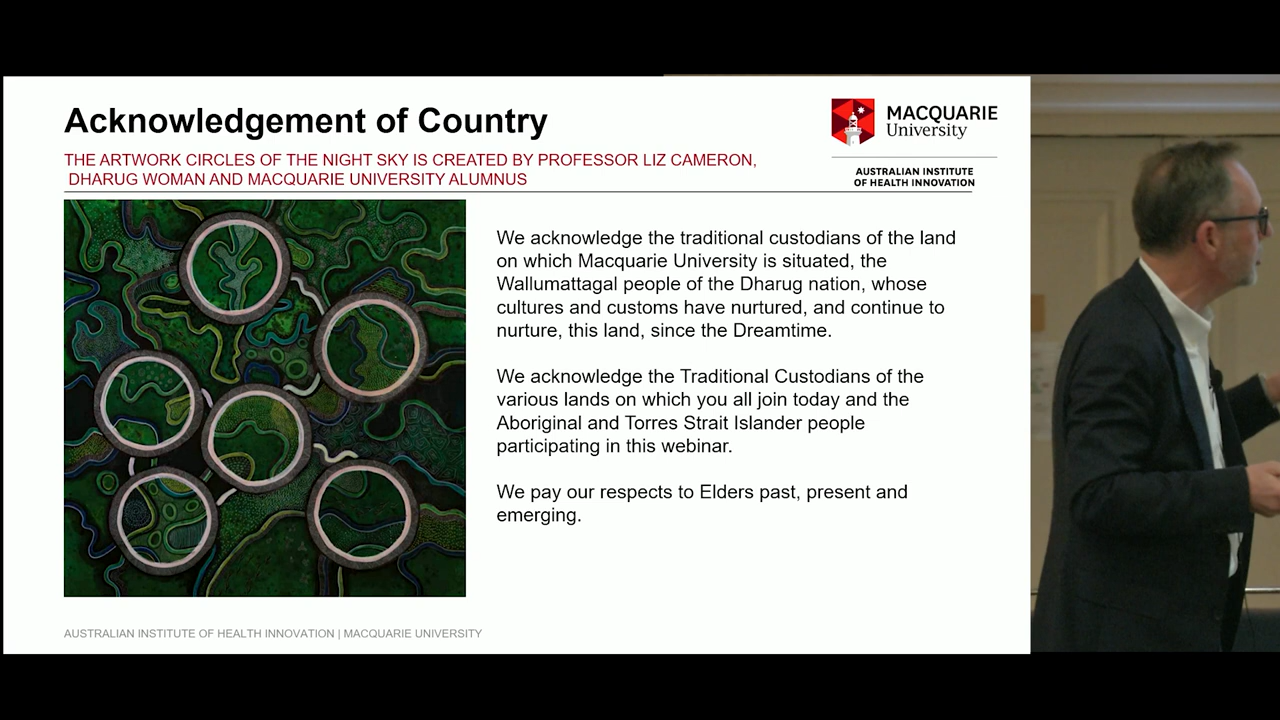 Acknowledgement of Country
THE ARTWORK CIRCLES OF THE NIGHT SKY IS CREATED BY PROFESSOR LIZ CAMERON,
DHARUG WOMAN AND MACQUARIE UNIVERSITY ALUMNUS
MACQUARIE
University
AUSTRALIAN INSTITUTE
OF HEALTH INNOVATION
We acknowledge the traditional custodians of the land
on which Macquarie University is situated, the
Wallumattagal people of the Dharug nation, whose
cultures and customs have nurtured, and continue to
nurture, this land, since the Dreamtime.
We acknowledge the Traditional Custodians of the
various lands on which you all join today and the
Aboriginal and Torres Strait Islander people
participating in this webinar.
We pay our respects to Elders past, present and
emerging.
AUSTRALIAN INSTITUTE OF HEALTH INNOVATION | MACQUARIE UNIVERSITY